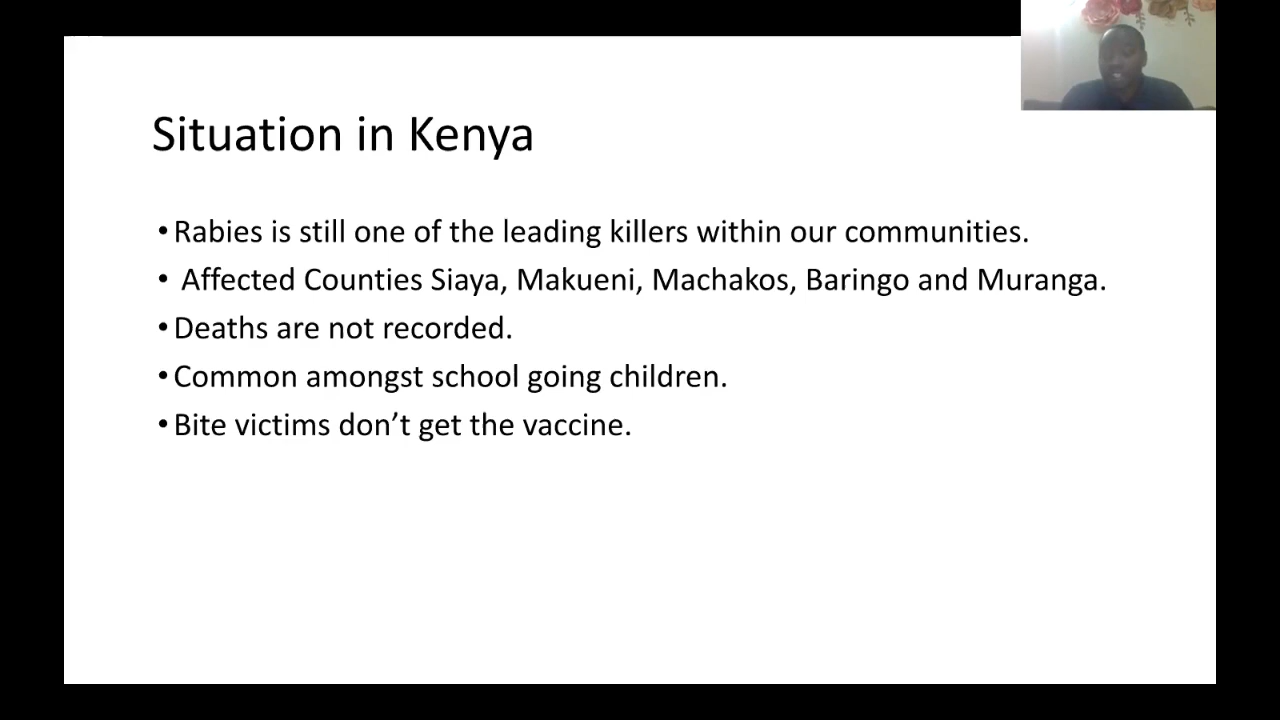 Situation in Kenya
• Rabies is still one of the leading killers within our communities.
• Affected Counties Siaya, Makueni, Machakos, Baringo and Muranga.
• Deaths are not recorded.
• Common amongst school going children.
• Bite victims don’t get the vaccine.